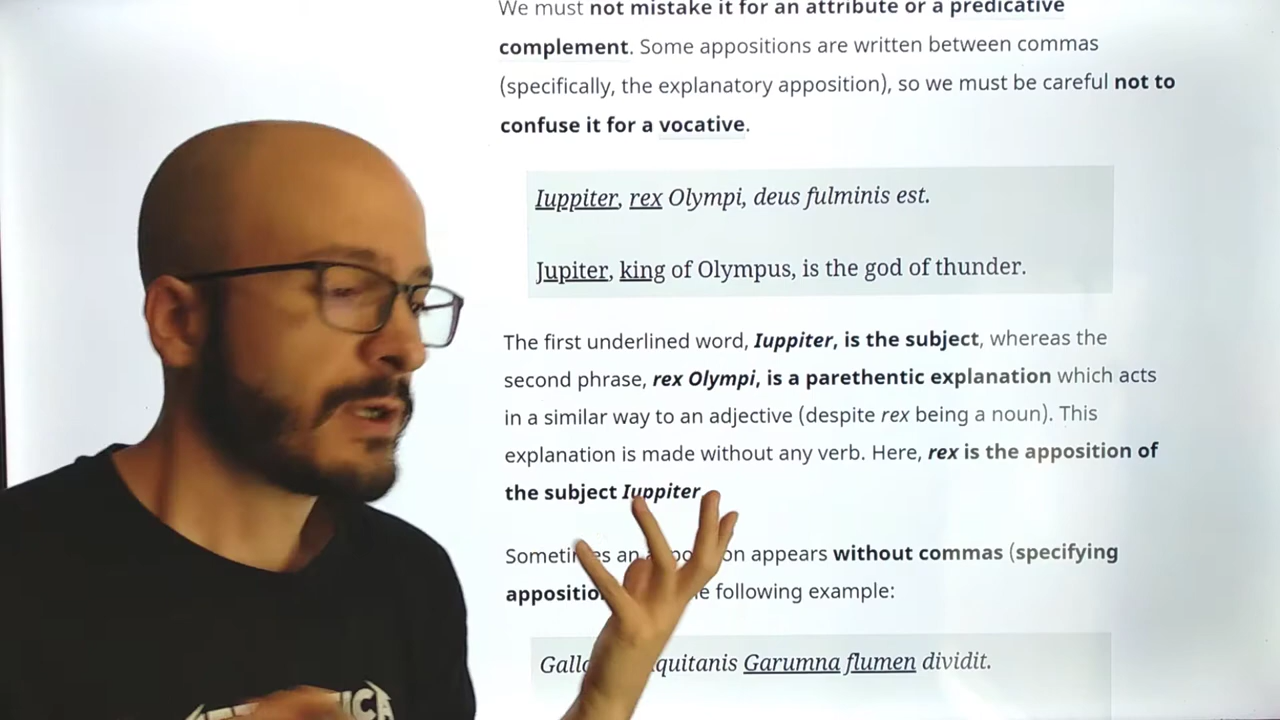 We must not mistake it for an attribute or a predicative
complement. Some appositions are written between commas
(specifically, the explanatory apposition), so we must be careful not to
confuse it for a vocative.
Iuppiter, rex Olympi, deus fulminis est.
Jupiter, king of Olympus, is the god of thunder.
The first underlined word, Iuppiter, is the subject, whereas the
second phrase, rex Olympi, is a parethentic explanation which acts
in a similar way to an adjective (despite rex being a noun). This
explanation is made without any verb. Here, rex is the apposition of
the subject Iuppiter
an appears without commas (specifying
following example:
Garumna flumen dividit.